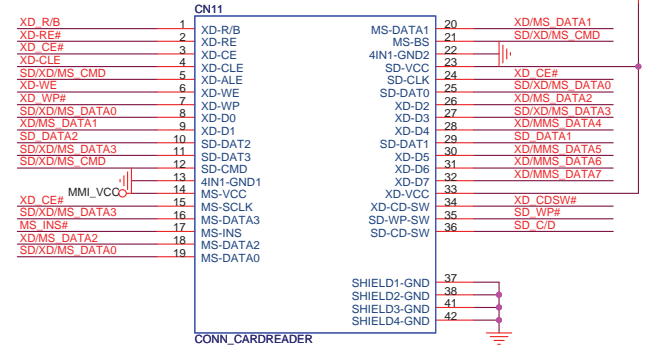 CN11
XD_R/B 1 XD-R/B MS-DATA1 20 XD/MS_DATA1
XD-RE# 2 XD-RE MS-BS 21 SD/XD/MS_CMD
XD_CE# 3 XD-CE 4IN1-GND2 22
XD-CLE 4 XD-CLE SD-VCC 23
SD/XD/MS_CMD 5 XD-ALE SD-CLK 24 XD_CE#
XD-WE 6 XD-WE SD-DAT0 25 SD/XD/MS_DATA0
XD_WP# 7 XD-WP XD-D2 26 XD/MS_DATA2
SD/XD/MS_DATA0 8 XD-D0 XD-D3 27 SD/XD/MS_DATA3
XD/MS_DATA1 9 XD-D1 XD-D4 28 XD/MMS_DATA4
SD_DATA2 10 SD-DAT2 SD-DAT1 29 SD_DATA1
SD/XD/MS_DATA3 11 SD-DAT3 XD-D5 30 XD/MMS_DATA5
SD/XD/MS_CMD 12 SD-CMD XD-D6 31 XD/MMS_DATA6
13 4IN1-GND1 XD-D7 32 XD/MMS_DATA7
MMI_VCC 14 MS-VCC XD-VCC 33
XD_CE# 15 MS-SCLK XD-CD-SW 34 XD_CDSW#
SD/XD/MS_DATA3 16 MS-DATA3 SD-WP-SW 35 SD_WP#
MS_INS# 17 MS-INS SD-CD-SW 36 SD_C/D
XD/MS_DATA2 18 MS-DATA2
SD/XD/MS_DATA0 19 MS-DATA0
SHIELD1-GND 37
SHIELD2-GND 38
SHIELD3-GND 41
SHIELD4-GND 42
CONN_CARDREADER